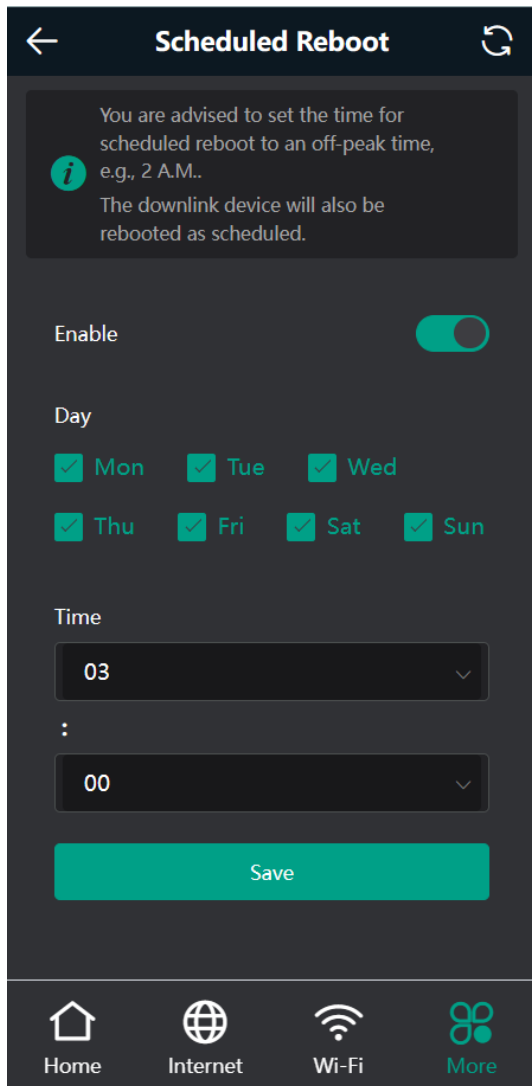 Scheduled Reboot
You are advised to set the time for
scheduled reboot to an off-peak time,
e.g., 2 A.M..
The downlink device will also be
rebooted as scheduled.
Enable
Day
Mon Tue Wed
Thu Fri Sat Sun
Time
03
:
00
Save
Home Internet Wi-Fi More